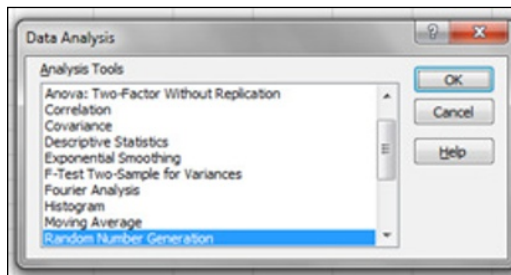 Data Analysis
Analysis Tools
Anova: Two-Factor Without Replication
Correlation
Covariance
Descriptive Statistics
Exponential Smoothing
F-Test Two-Sample for Variances
Fourier Analysis
Histogram
Moving Average
Random Number Generation
OK
Cancel
Help